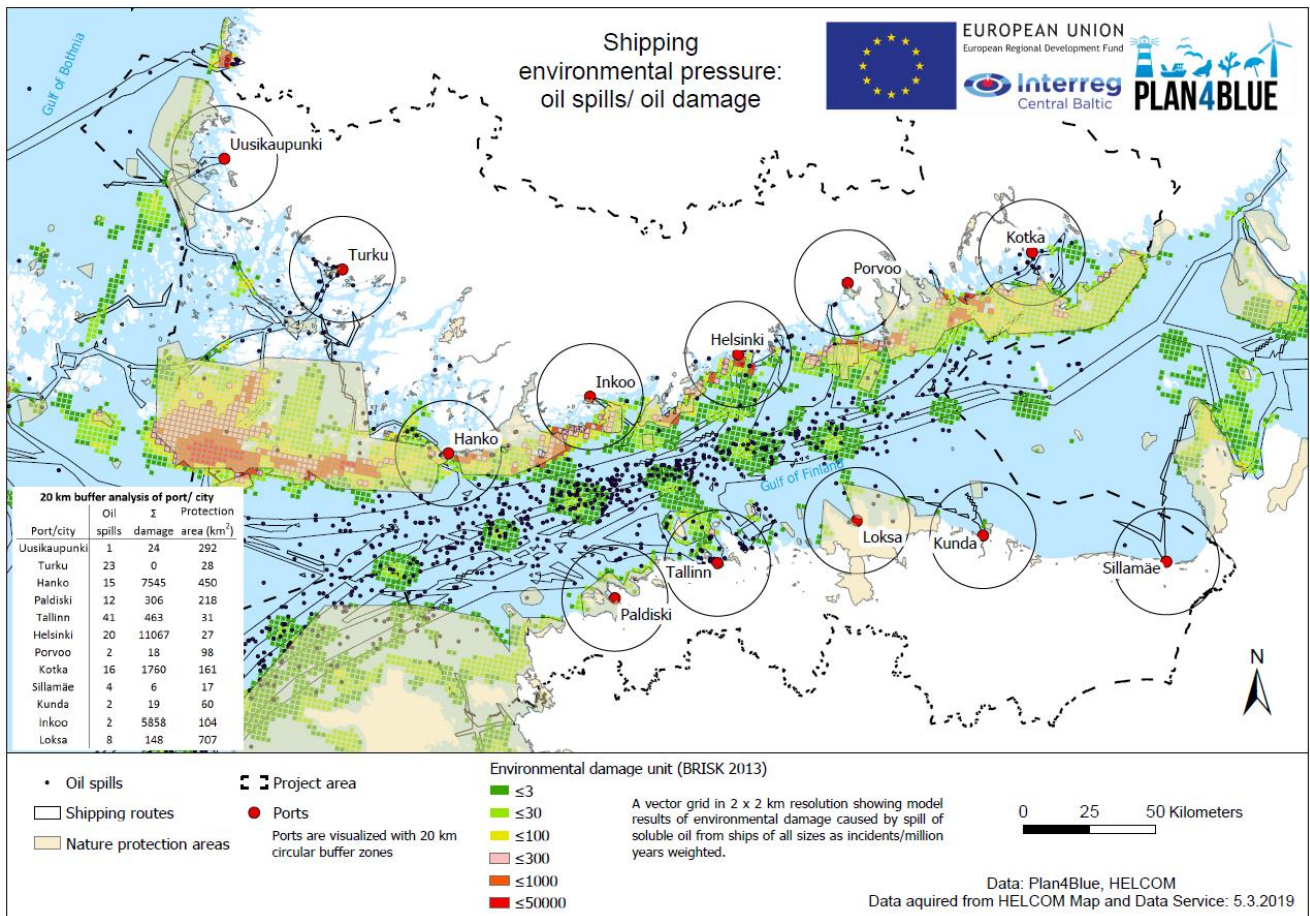 Shipping
environmental pressure:
oil spills/ oil damage
EUROPEAN UNION
European Regional Development Fund
Interreg
Central Baltic
PLAN4BLUE
Gulf of Bothnia
Uusikaupunki
Turku
Kotka
Porvoo
Helsinki
Inkoo
Hanko
Gulf of Finland
Loksa
Kunda
Tallinn
Sillamäe
Paldiski
N
20 km buffer analysis of port/ city
Port/city Oil spills Σ damage Protection area (km²)
Uusikaupunki 1 24 292
Turku 23 0 28
Hanko 15 7545 450
Paldiski 12 306 218
Tallinn 41 463 31
Helsinki 20 11067 27
Porvoo 2 18 98
Kotka 16 1760 161
Sillamäe 4 6 17
Kunda 2 19 60
Inkoo 2 5858 104
Loksa 8 148 707
Oil spills
Shipping routes
Nature protection areas
Project area
Ports
Ports are visualized with 20 km
circular buffer zones
Environmental damage unit (BRISK 2013)
≤3
≤30
≤100
≤300
≤1000
≤50000
A vector grid in 2 x 2 km resolution showing model
results of environmental damage caused by spill of
soluble oil from ships of all sizes as incidents/million
years weighted.
0 25 50 Kilometers
Data: Plan4Blue, HELCOM
Data aquired from HELCOM Map and Data Service: 5.3.2019